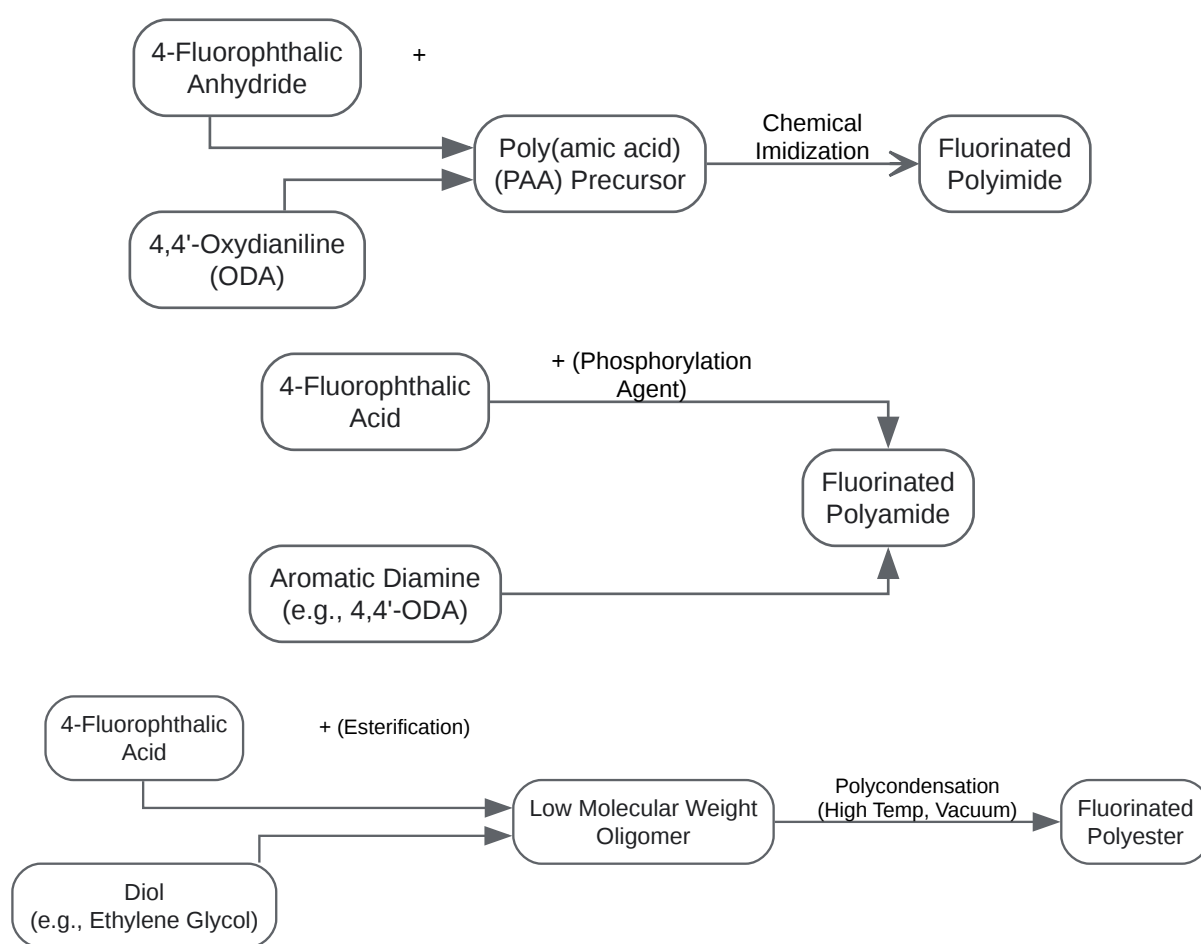 4-Fluorophthalic
Anhydride
+
4,4'-Oxydianiline
(ODA)
Poly(amic acid)
(PAA) Precursor
Chemical
Imidization
Fluorinated
Polyimide
4-Fluorophthalic
Acid
+ (Phosphorylation
Agent)
Aromatic Diamine
(e.g., 4,4'-ODA)
Fluorinated
Polyamide
4-Fluorophthalic
Acid
+ (Esterification)
Diol
(e.g., Ethylene Glycol)
Low Molecular Weight
Oligomer
Polycondensation
(High Temp, Vacuum)
Fluorinated
Polyester